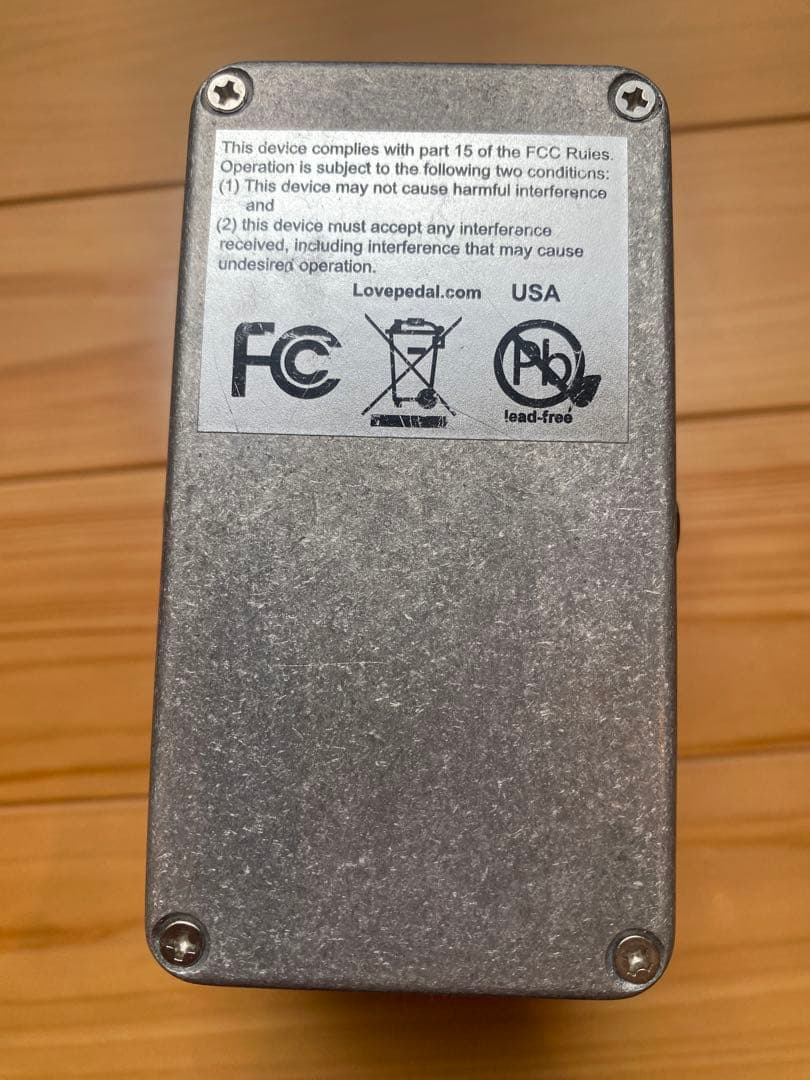 This device complies with part 15 of the FCC Rules.
Operation is subject to the following two conditions:
(1) This device may not cause harmful interference
and
(2) this device must accept any interference
received, including interference that may cause
undesired operation.
Lovepedal.com USA
FC Pb
lead-free